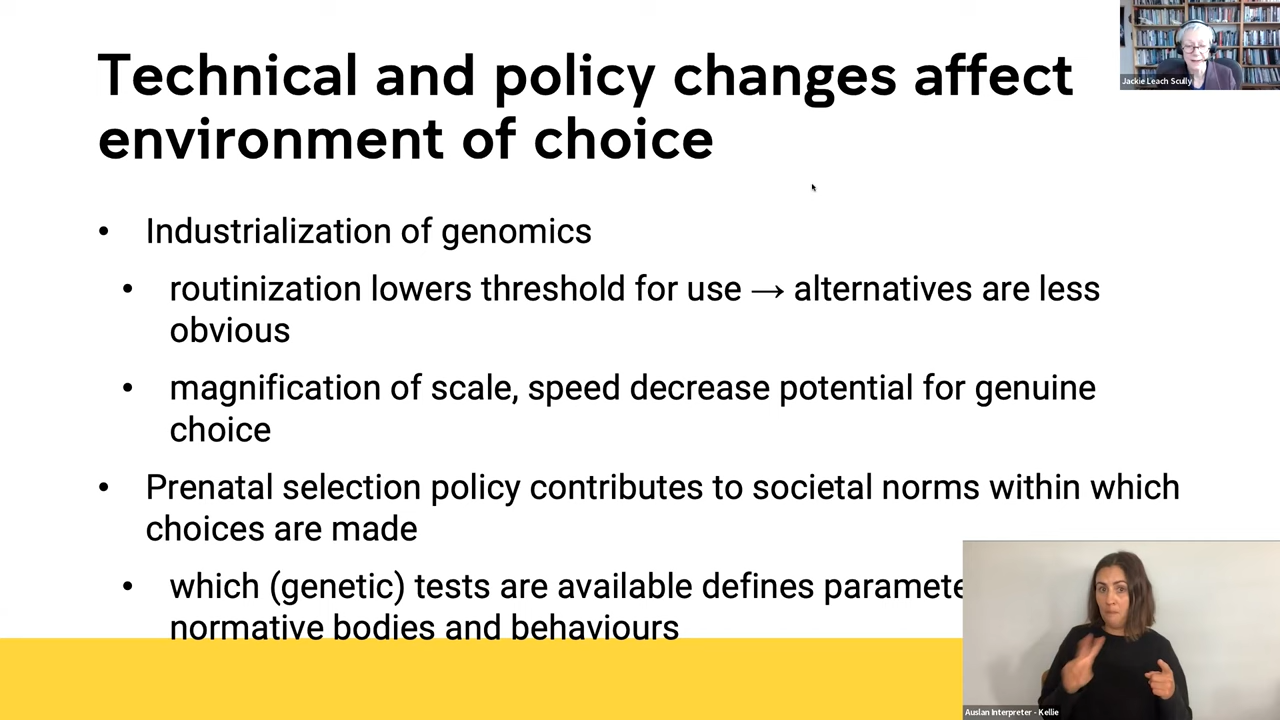 Technical and policy changes affect
environment of choice
Jackie Leach Scully
• Industrialization of genomics
• routinization lowers threshold for use → alternatives are less
obvious
• magnification of scale, speed decrease potential for genuine
choice
• Prenatal selection policy contributes to societal norms within which
choices are made
• which (genetic) tests are available defines
normative bodies and behaviours
Auslan Interpreter - Kellie